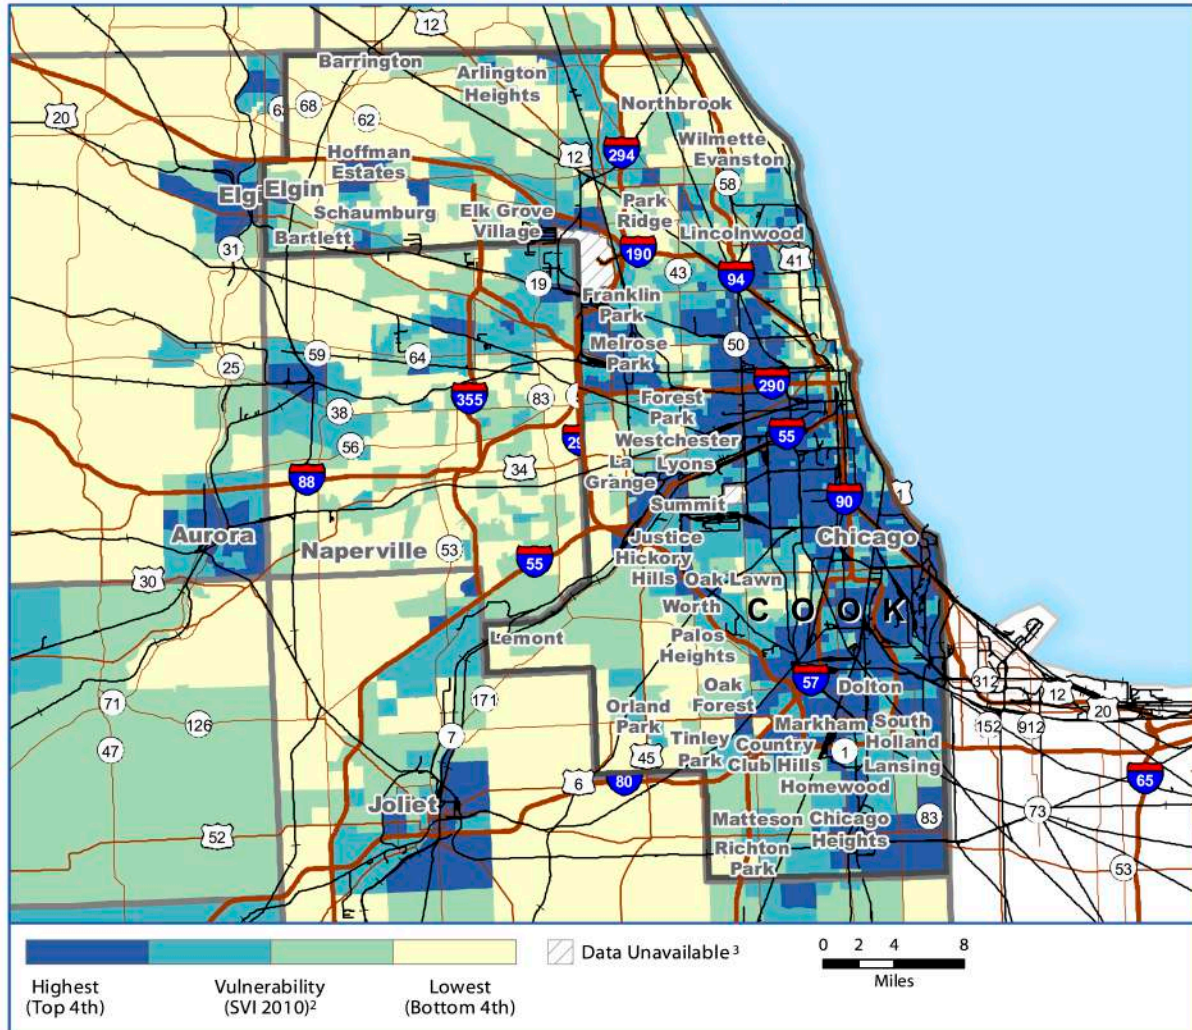 12
Barrington
Arlington
Heights
68
62
20
62
Northbrook
294
12
Wilmette
Evanston
Hoffman
Estates
58
Elgin
Schaumburg
Elk Grove
Village
Park
Ridge
Lincolnwood
31
Bartlett
190
43
41
94
19
Franklin
Park
Melrose
Park
50
25
59
64
290
355
83
38
Forest
Park
55
56
Westchester
34
La
Grange
Lyons
88
Summit
90
1
Aurora
Naperville
53
55
Justice
Hickory
Hills
Oak Lawn
Chicago
30
Worth
COOK
Lemont
Palos
Heights
57
312
12
20
71
126
171
Oak
Forest
Dolton
47
7
Orland
Park
45
Tinley
Park
Country
Club Hills
Markham
1
South
Holland
Lansing
152
912
65
6
80
Homewood
Joliet
52
Matteson
Richton
Park
Chicago
Heights
83
73
53
Highest
(Top 4th)
Vulnerability
(SVI 2010)2
Lowest
(Bottom 4th)
Data Unavailable3
0 2 4 8
Miles